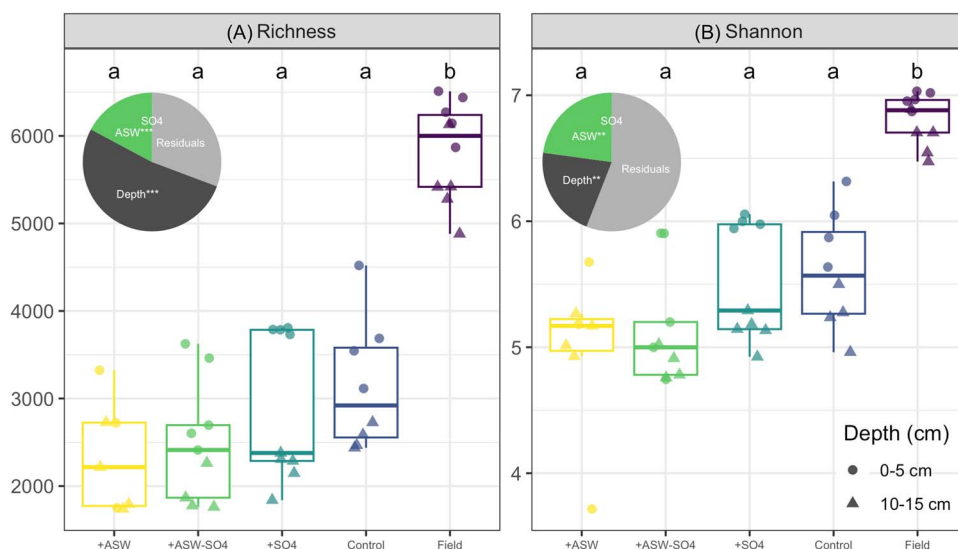 (A) Richness
(B) Shannon
a a a a b
a a a a b
SO4
ASW***
Residuals
Depth***
SO4
ASW**
Residuals
Depth**
6000
5000
4000
3000
2000
7
6
5
4
Depth (cm)
0-5 cm
10-15 cm
+ASW +ASW-SO4 +SO4 Control Field
+ASW +ASW-SO4 +SO4 Control Field